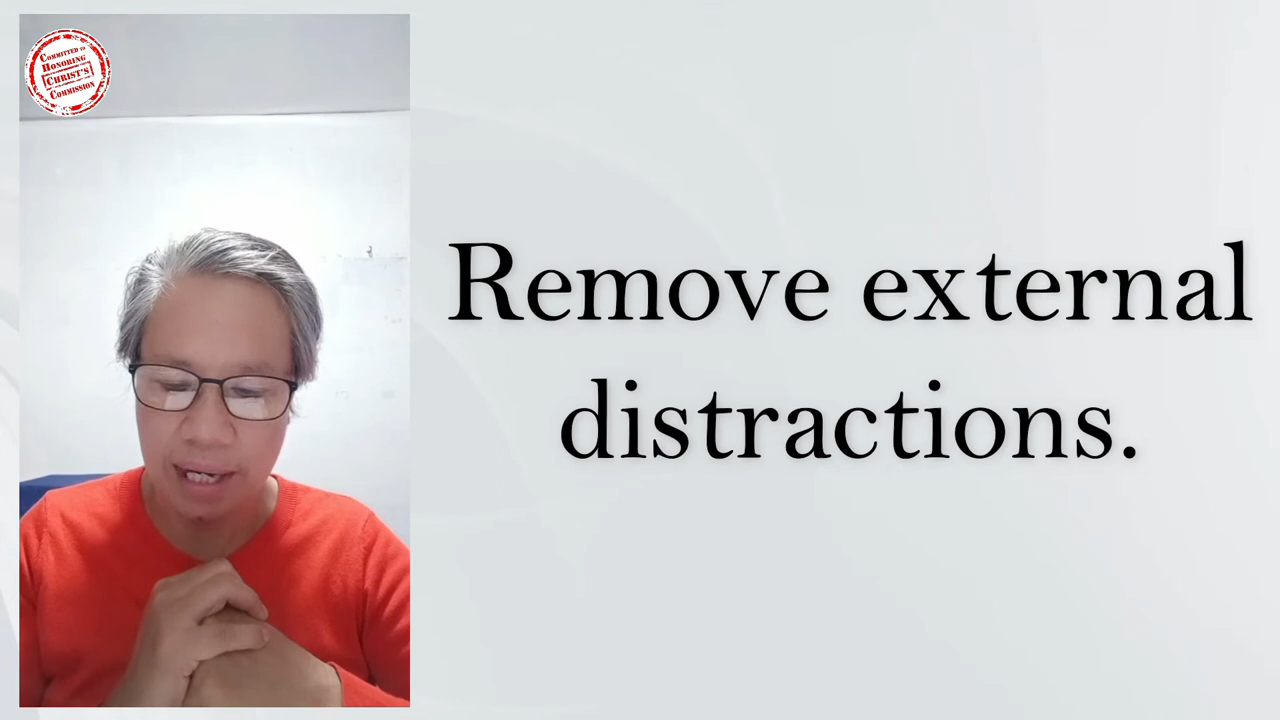 COMMITTED TO
HONORING
CHRIST'S
COMMISSION
Remove external
distractions.